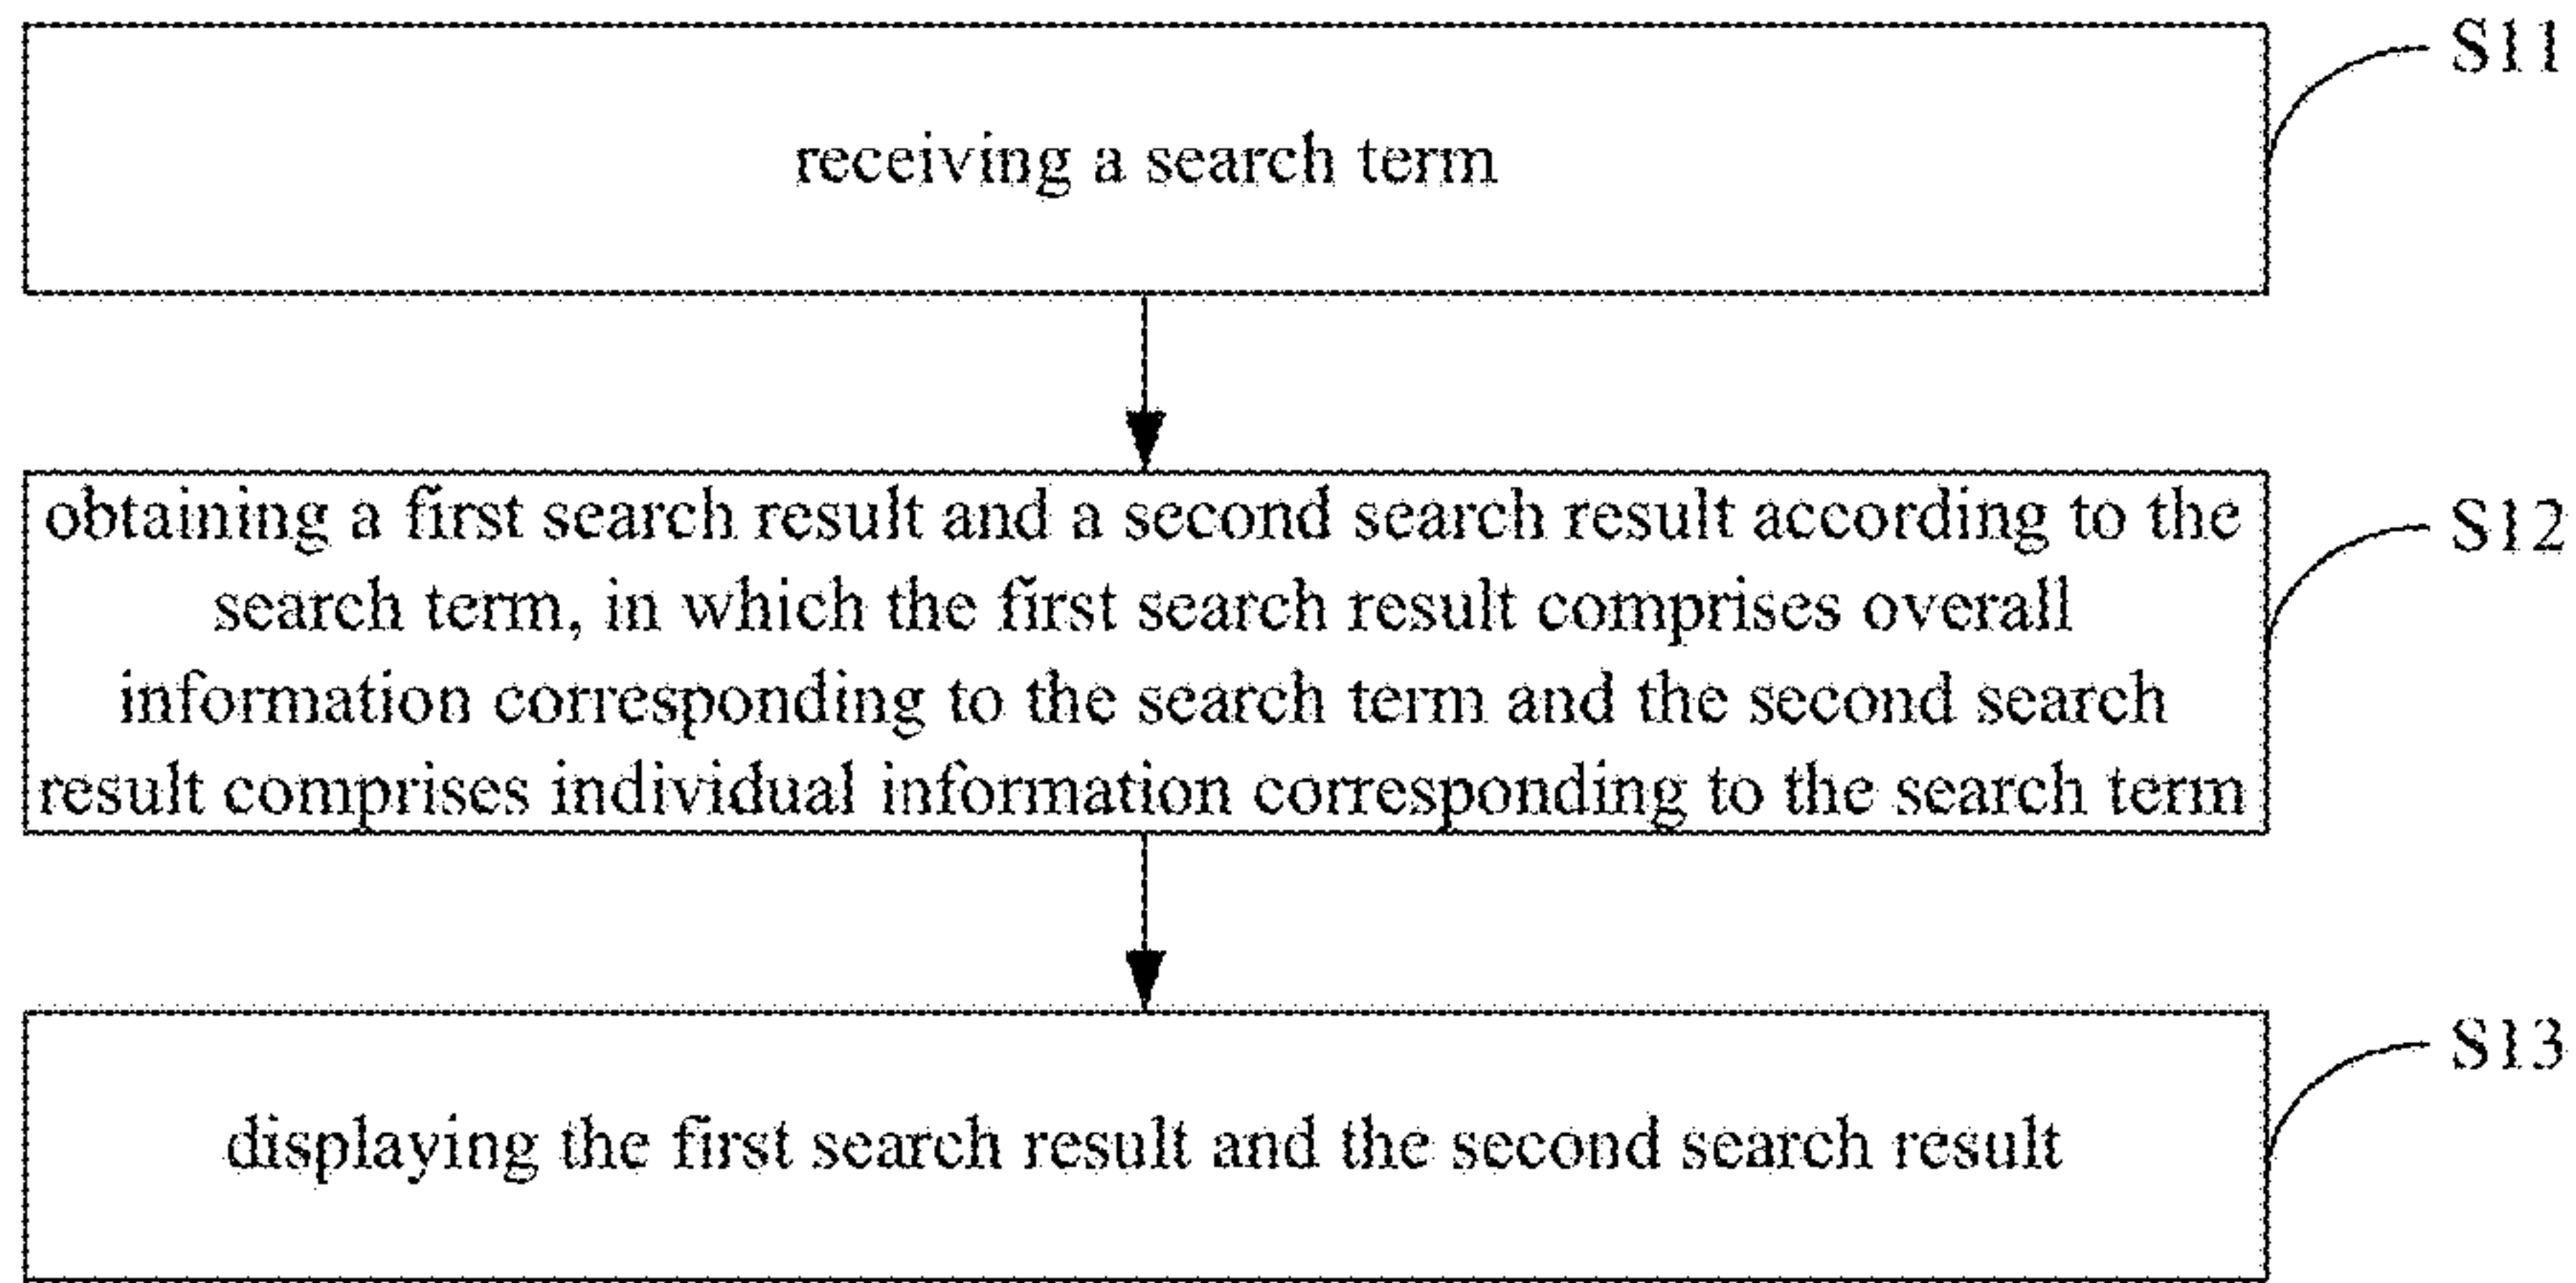 S11
receiving a search term
obtaining a first search result and a second search result according to the
S12
search term, in which the first search result comprises overall
information corresponding to the search term and the second search
result comprises individual information corresponding to the search term
S13
displaying the first search result and the second search result